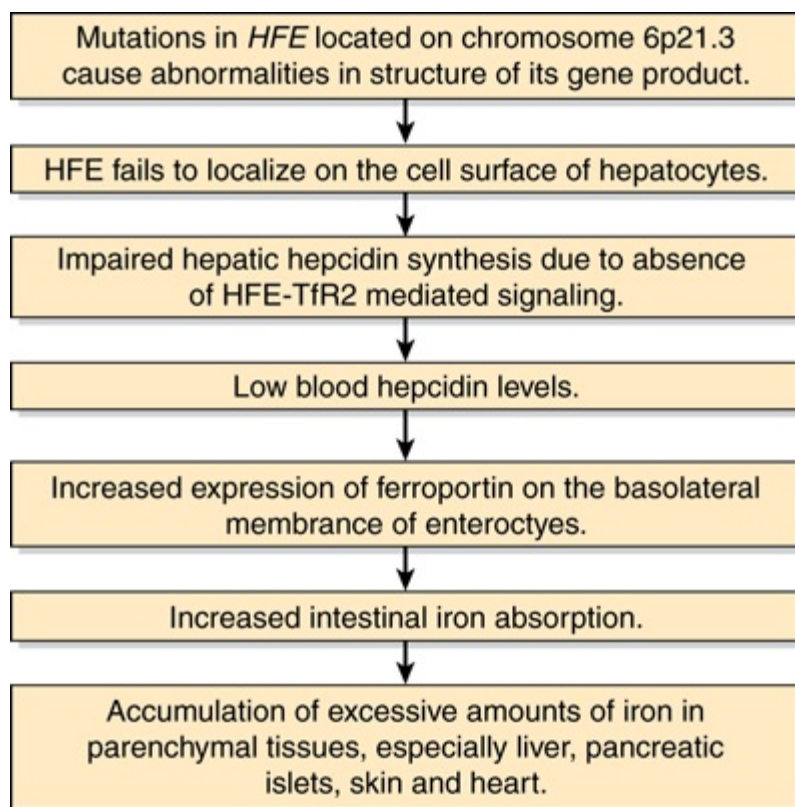 Mutations in HFE located on chromosome 6p21.3
cause abnormalities in structure of its gene product.
HFE fails to localize on the cell surface of hepatocytes.
Impaired hepatic hepcidin synthesis due to absence
of HFE-TfR2 mediated signaling.
Low blood hepcidin levels.
Increased expression of ferroportin on the basolateral
membrance of enteroctyes.
Increased intestinal iron absorption.
Accumulation of excessive amounts of iron in
parenchymal tissues, especially liver, pancreatic
islets, skin and heart.